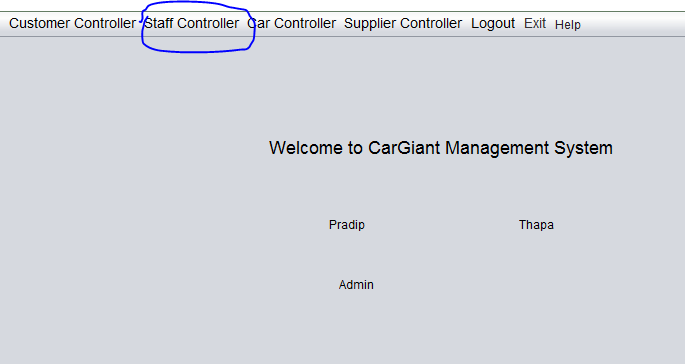 Customer Controller Staff Controller Car Controller Supplier Controller Logout Exit Help
Welcome to CarGiant Management System
Pradip Thapa
Admin